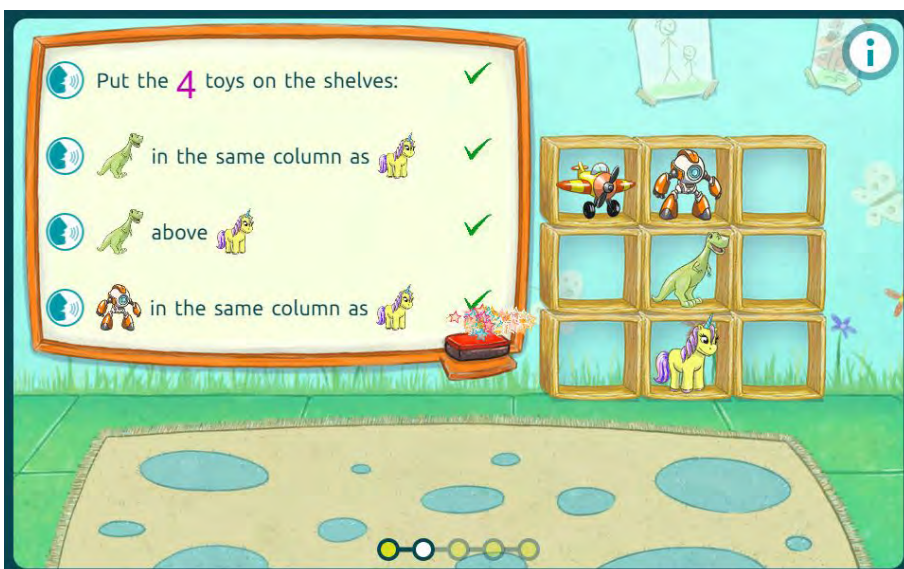 Put the 4 toys on the shelves:
in the same column as
above
in the same column as
i